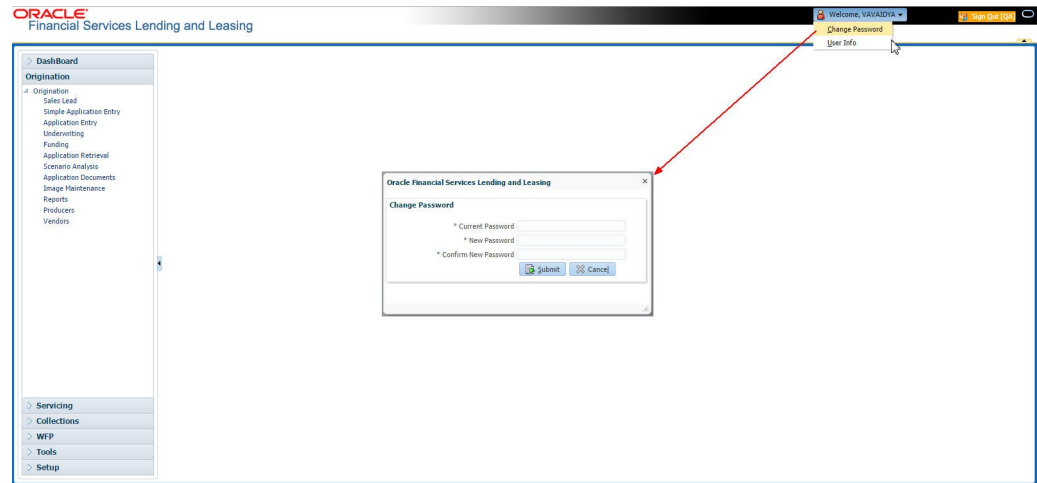 ORACLE
Financial Services Lending and Leasing
Welcome, VAVAIDYA
Sign Out [QA]
Change Password
User Info
DashBoard
Origination
Origination
Sales Lead
Simple Application Entry
Application Entry
Underwriting
Funding
Application Retrieval
Scenario Analysis
Application Documents
Image Maintenance
Reports
Producers
Vendors
Servicing
Collections
WFP
Tools
Setup
Oracle Financial Services Lending and Leasing
Change Password
* Current Password
* New Password
* Confirm New Password
Submit Cancel